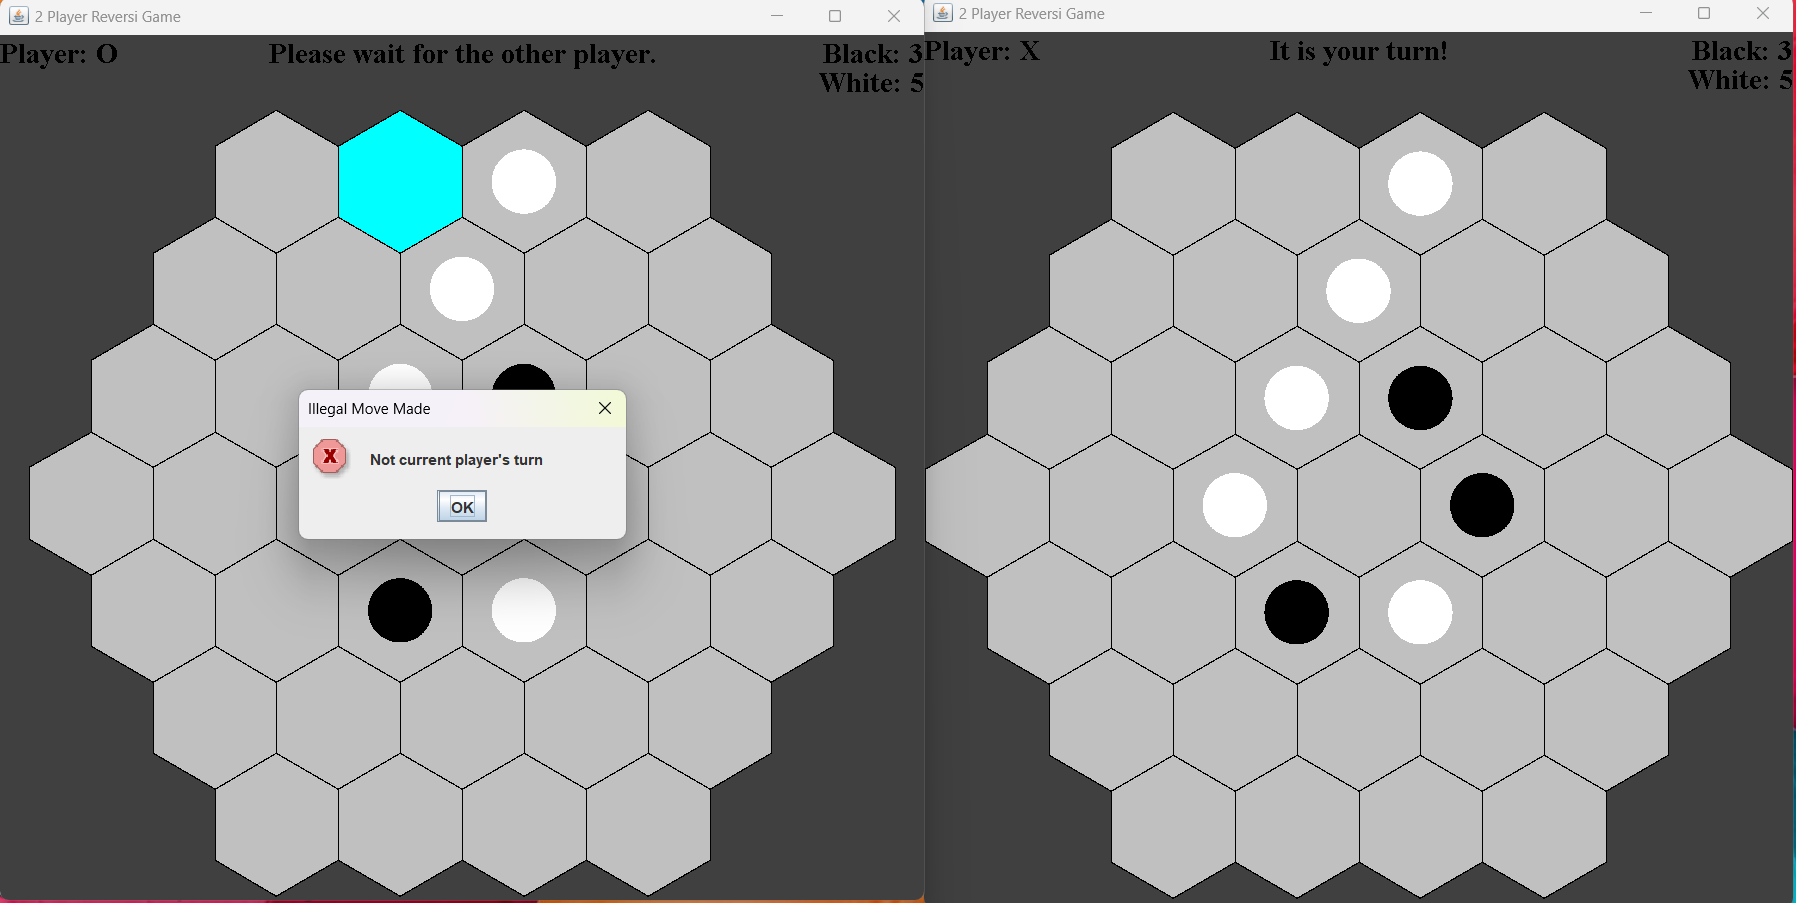 2 Player Reversi Game
Player: O
Please wait for the other player.
Black: 3
White: 5
Illegal Move Made
X
Not current player's turn
OK
2 Player Reversi Game
Player: X
It is your turn!
Black: 3
White: 5